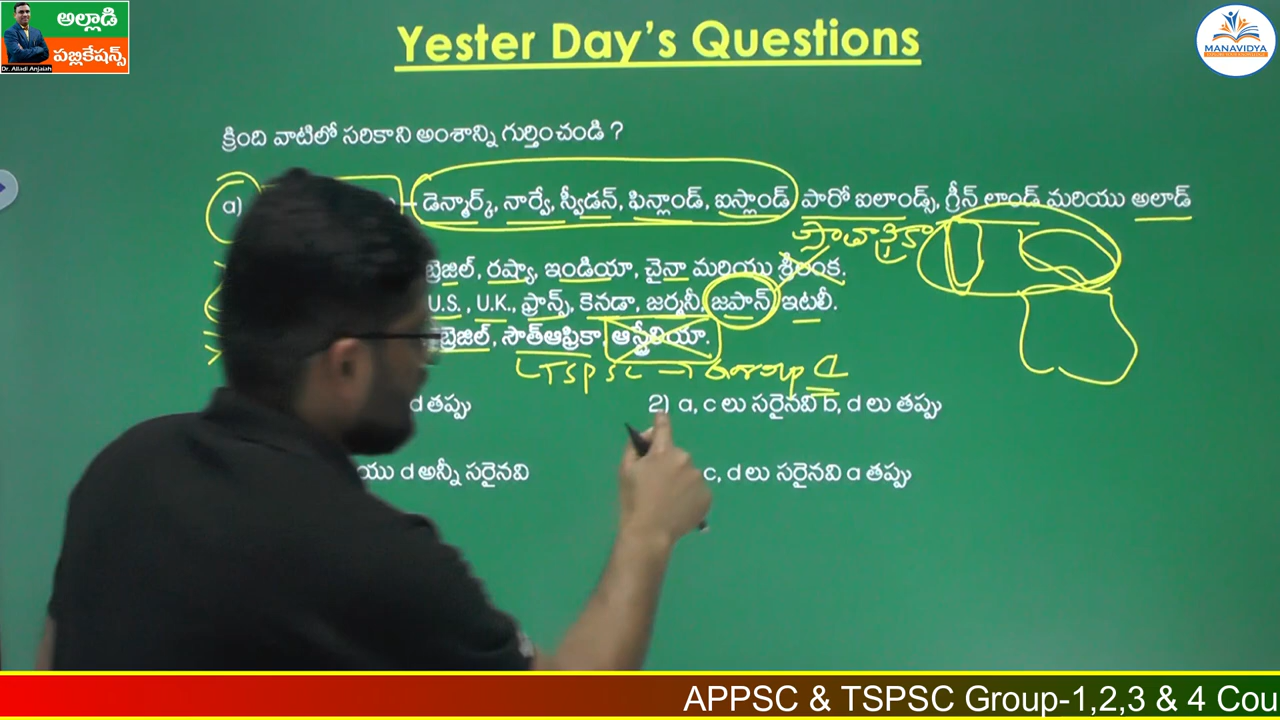 అల్లాడి
పబ్లికేషన్స్
Dr. Alladi Anjaiah
MANAVIDYA
Yester Day’s Questions
క్రింది వాటిలో సరికాని అంశాన్ని గుర్తించండి ?
a) – డెన్మార్క్, నార్వే, స్వీడన్, ఫిన్లాండ్, ఐస్లాండ్ పారో ఐలాండ్స్, గ్రీన్ లాండ్ మరియు అలాడ్
బ్రెజిల్, రష్యా, ఇండియా, చైనా మరియు శ్రీలంక.
U.S. , U.K., ఫ్రాన్స్, కెనడా, జర్మనీ, జపాన్ ఇటలీ.
బ్రెజిల్, సౌత్ఆఫ్రికా, ఆస్ట్రేలియా.
TSPSC → Group
d తప్పు 2) a, c లు సరైనవి b, d లు తప్పు
d అన్నీ సరైనవి c, d లు సరైనవి a తప్పు
APPSC & TSPSC Group-1,2,3 & 4 Cou